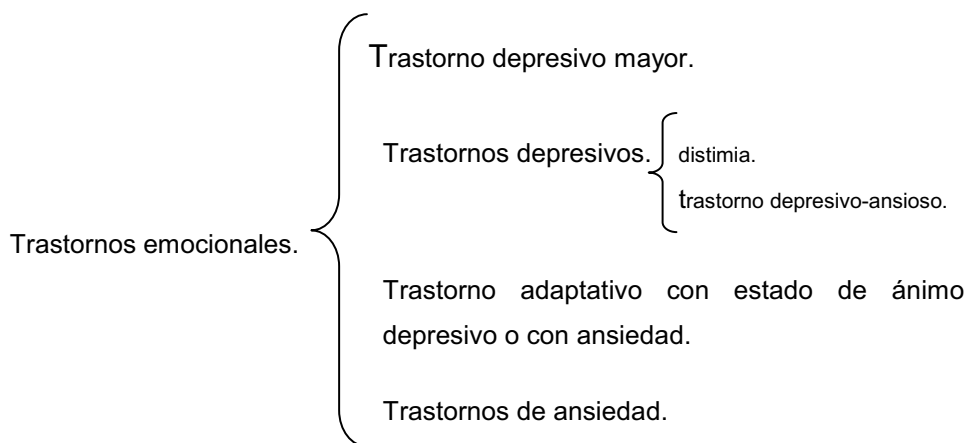 Trastorno depresivo mayor.
Trastornos depresivos.
distimia.
trastorno depresivo-ansioso.
Trastornos emocionales.
Trastorno adaptativo con estado de ánimo
depresivo o con ansiedad.
Trastornos de ansiedad.